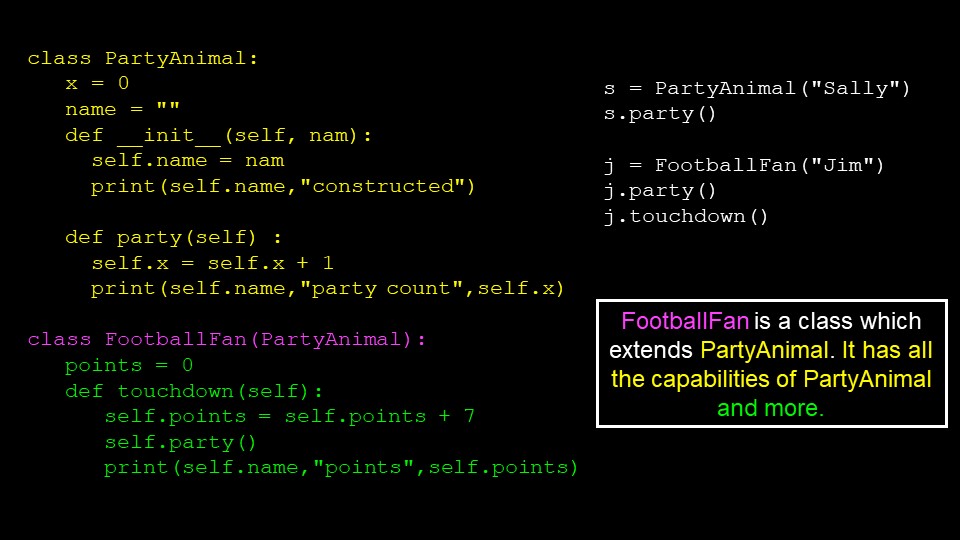 class PartyAnimal:
   x = 0
   name = ""
   def __init__(self, nam):
     self.name = nam
     print(self.name,"constructed")

   def party(self) :
     self.x = self.x + 1
     print(self.name,"party count",self.x)

class FootballFan(PartyAnimal):
   points = 0
   def touchdown(self):
      self.points = self.points + 7
      self.party()
      print(self.name,"points",self.points)

s = PartyAnimal("Sally")
s.party()

j = FootballFan("Jim")
j.party()
j.touchdown()

FootballFan is a class which
extends PartyAnimal. It has all
the capabilities of PartyAnimal
and more.